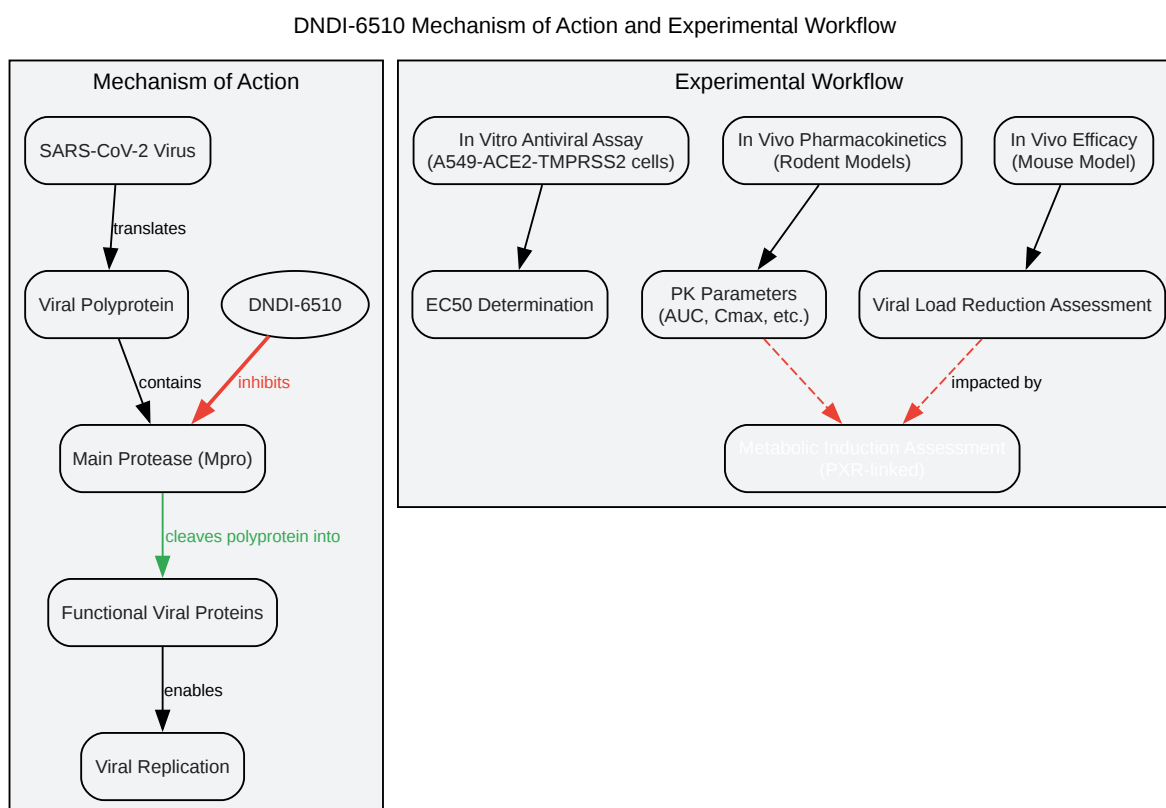 DNDI-6510 Mechanism of Action and Experimental Workflow
Mechanism of Action
SARS-CoV-2 Virus
translates
Viral Polyprotein
DNDI-6510
contains
inhibits
Main Protease (Mpro)
cleaves polyprotein into
Functional Viral Proteins
enables
Viral Replication
Experimental Workflow
In Vitro Antiviral Assay
(A549-ACE2-TMPRSS2 cells)
In Vivo Pharmacokinetics
(Rodent Models)
In Vivo Efficacy
(Mouse Model)
EC50 Determination
PK Parameters
(AUC, Cmax, etc.)
Viral Load Reduction Assessment
impacted by
Metabolic Induction Assessment
(PXR-linked)